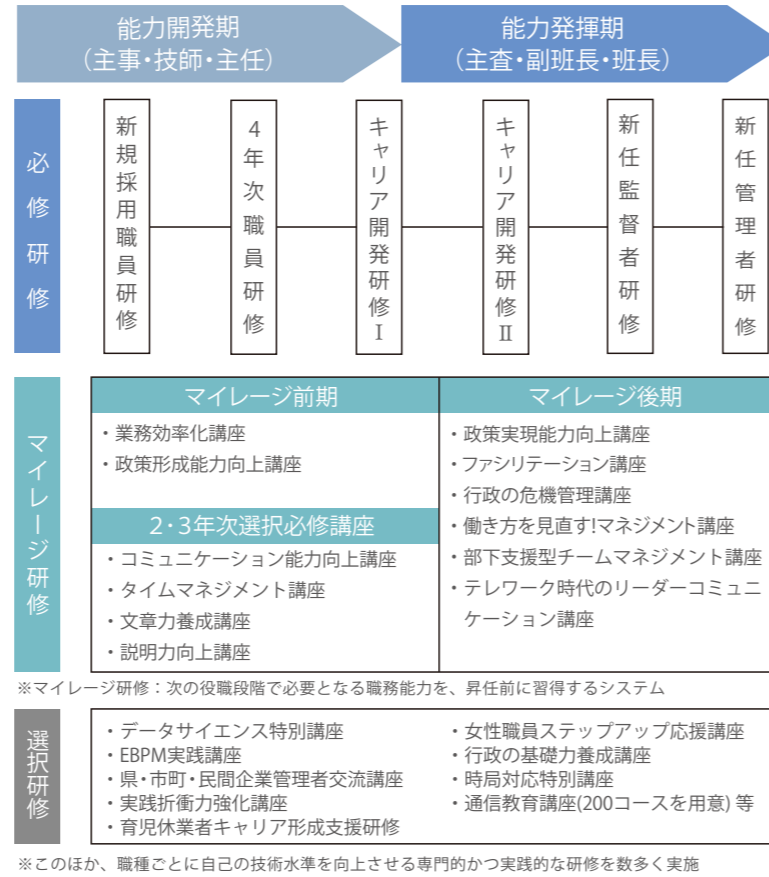 能力開発期
(主事・技師・主任)
能力発揮期
(主査・副班長・班長)
必修研修
新規採用職員研修
4年次職員研修
キャリア開発研修Ⅰ
キャリア開発研修Ⅱ
新任監督者研修
新任管理者研修
マイレージ研修
マイレージ前期
・業務効率化講座
・政策形成能力向上講座
2・3年次選択必修講座
・コミュニケーション能力向上講座
・タイムマネジメント講座
・文章力養成講座
・説明力向上講座
マイレージ後期
・政策実現能力向上講座
・ファシリテーション講座
・行政の危機管理講座
・働き方を見直す!マネジメント講座
・部下支援型チームマネジメント講座
・テレワーク時代のリーダーコミュニ
ケーション講座
※マイレージ研修：次の役職段階で必要となる職務能力を、昇任前に習得するシステム
選択研修
・データサイエンス特別講座
・EBPM実践講座
・県・市町・民間企業管理者交流講座
・実践折衝力強化講座
・育児休業者キャリア形成支援研修
・女性職員ステップアップ応援講座
・行政の基礎力養成講座
・時局対応特別講座
・通信教育講座(200コースを用意) 等
※このほか、職種ごとに自己の技術水準を向上させる専門的かつ実践的な研修を数多く実施